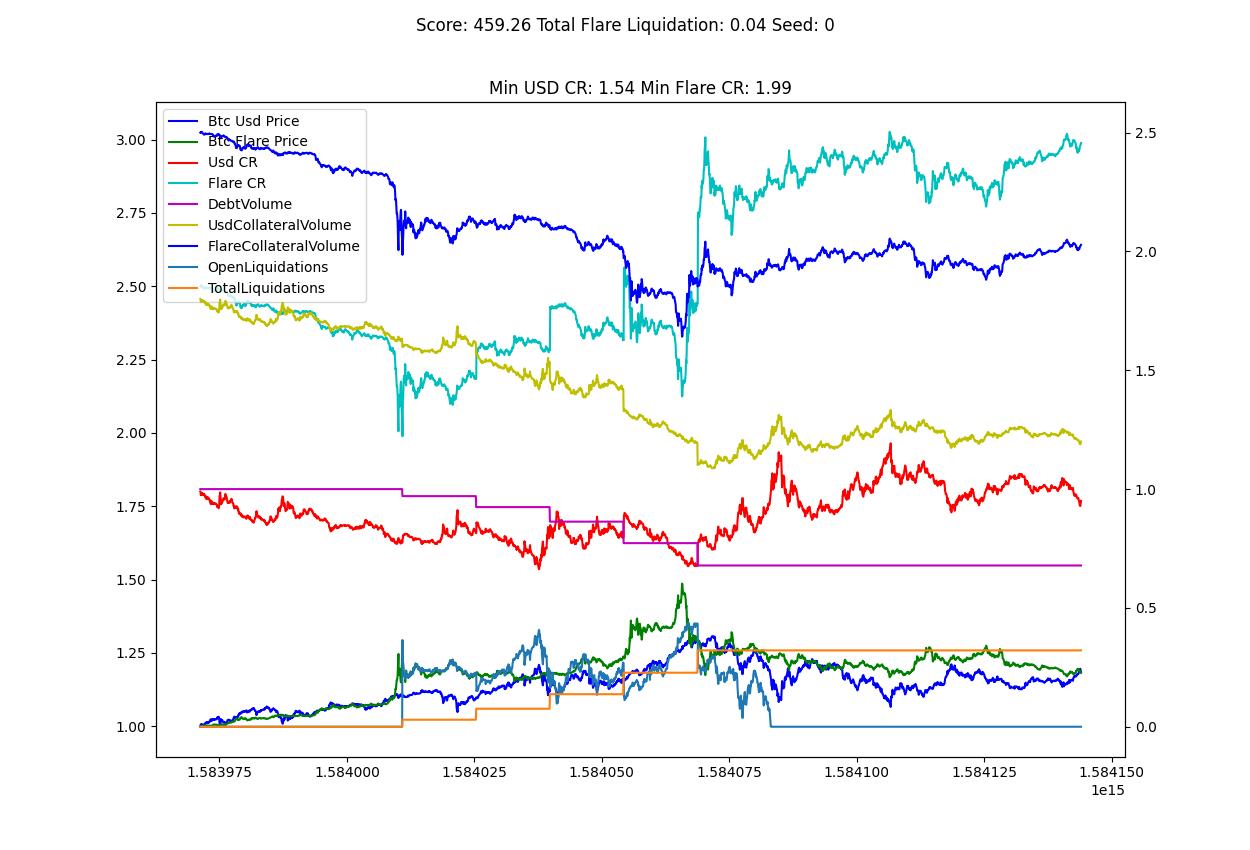 Score: 459.26 Total Flare Liquidation: 0.04 Seed: 0
Min USD CR: 1.54 Min Flare CR: 1.99
Btc Usd Price
Btc Flare Price
Usd CR
Flare CR
DebtVolume
UsdCollateralVolume
FlareCollateralVolume
OpenLiquidations
TotalLiquidations
3.00
2.75
2.50
2.25
2.00
1.75
1.50
1.25
1.00
2.5
2.0
1.5
1.0
0.5
0.0
1.583975 1.584000 1.584025 1.584050 1.584075 1.584100 1.584125 1.584150
1e15